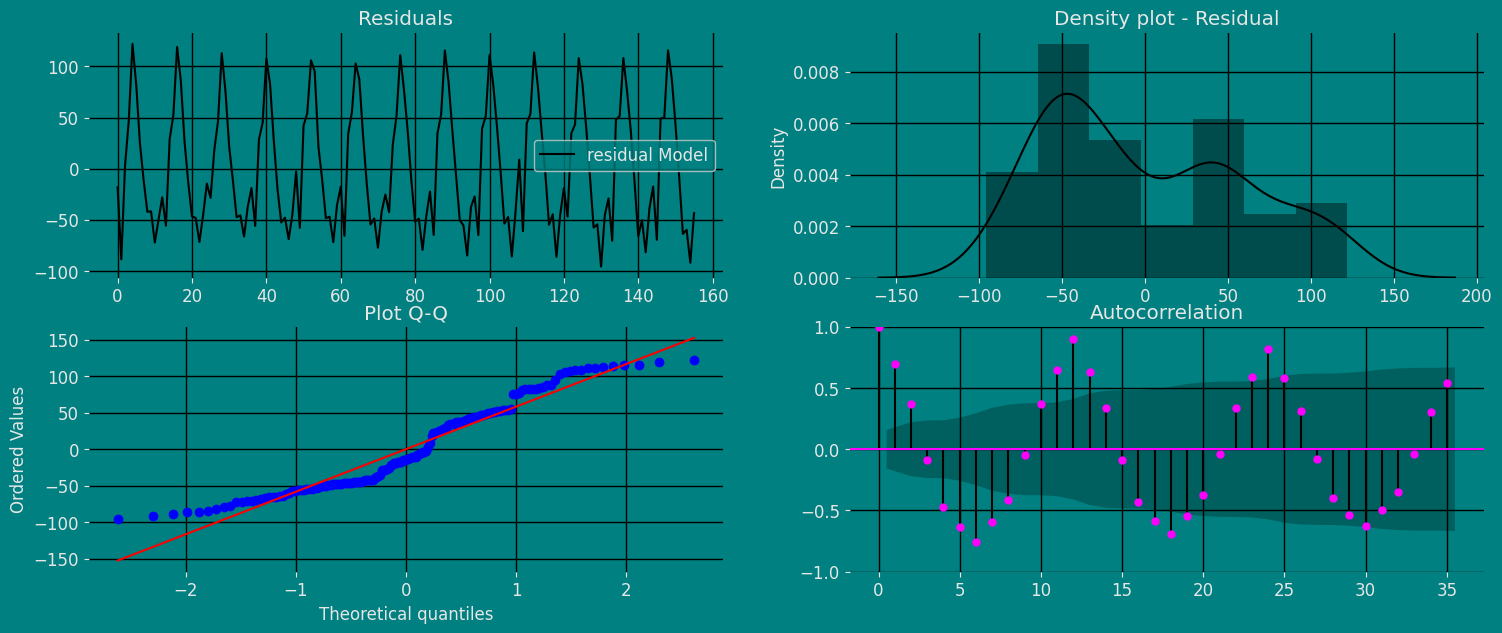 Residuals
100
50
0
−50
−100
residual Model
0 20 40 60 80 100 120 140 160
Density plot - Residual
Density
0.008
0.006
0.004
0.002
0.000
−150 −100 −50 0 50 100 150 200
Plot Q-Q
Ordered Values
150
100
50
0
−50
−100
−150
−2 −1 0 1 2
Theoretical quantiles
Autocorrelation
1.0
0.5
0.0
−0.5
−1.0
0 5 10 15 20 25 30 35